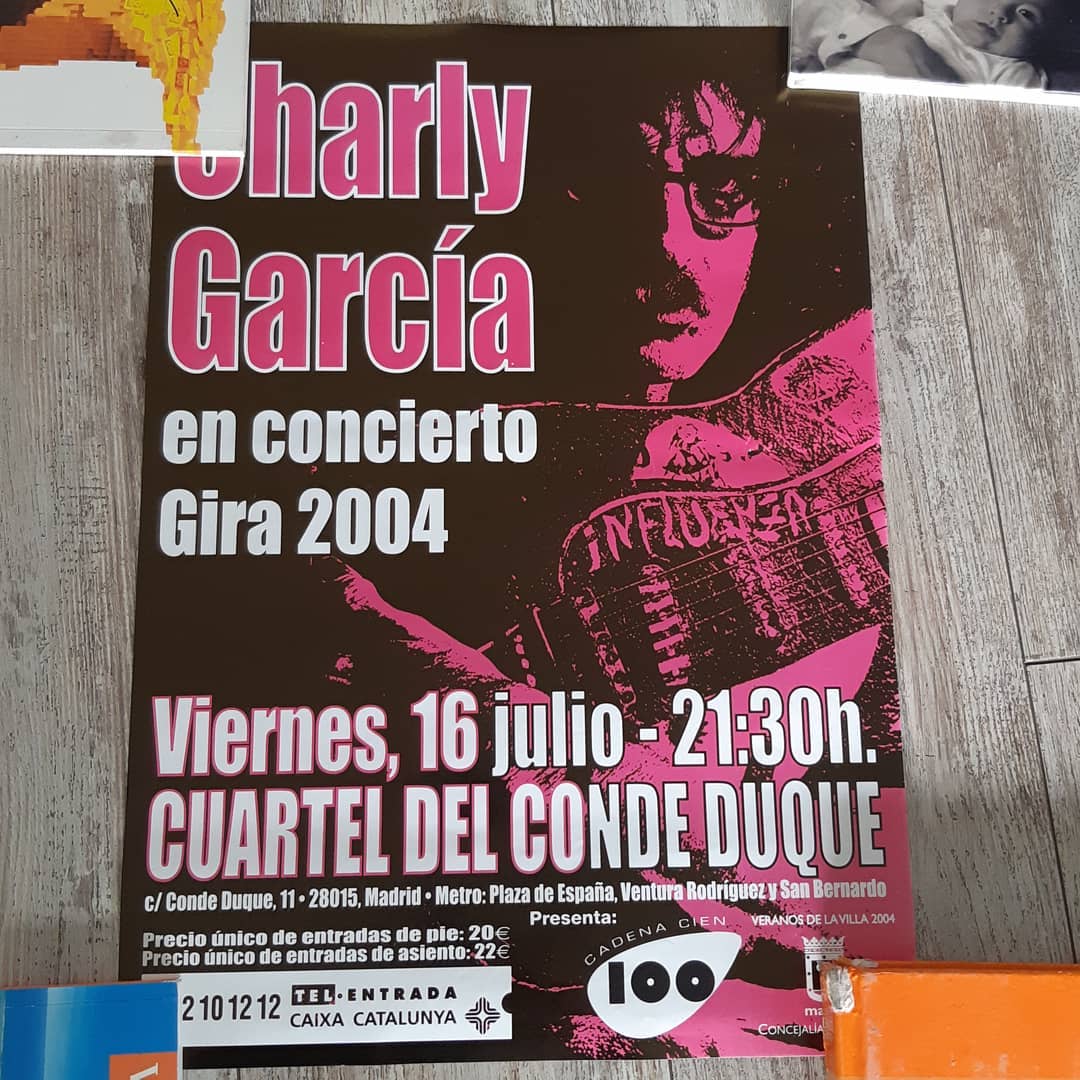 Charly
García
en concierto
Gira 2004
INFLUENZA
Viernes, 16 julio - 21:30h.
CUARTEL DEL CONDE DUQUE
c/ Conde Duque, 11 • 28015, Madrid • Metro: Plaza de España, Ventura Rodríguez y San Bernardo
Presenta:
CADENA CIEN
100
VERANOS DE LA VILLA 2004
Precio único de entradas de pie: 20€
Precio único de entradas de asiento: 22€
2 10 12 12
TEL·ENTRADA
CAIXA CATALUNYA
CONCEJALÍA